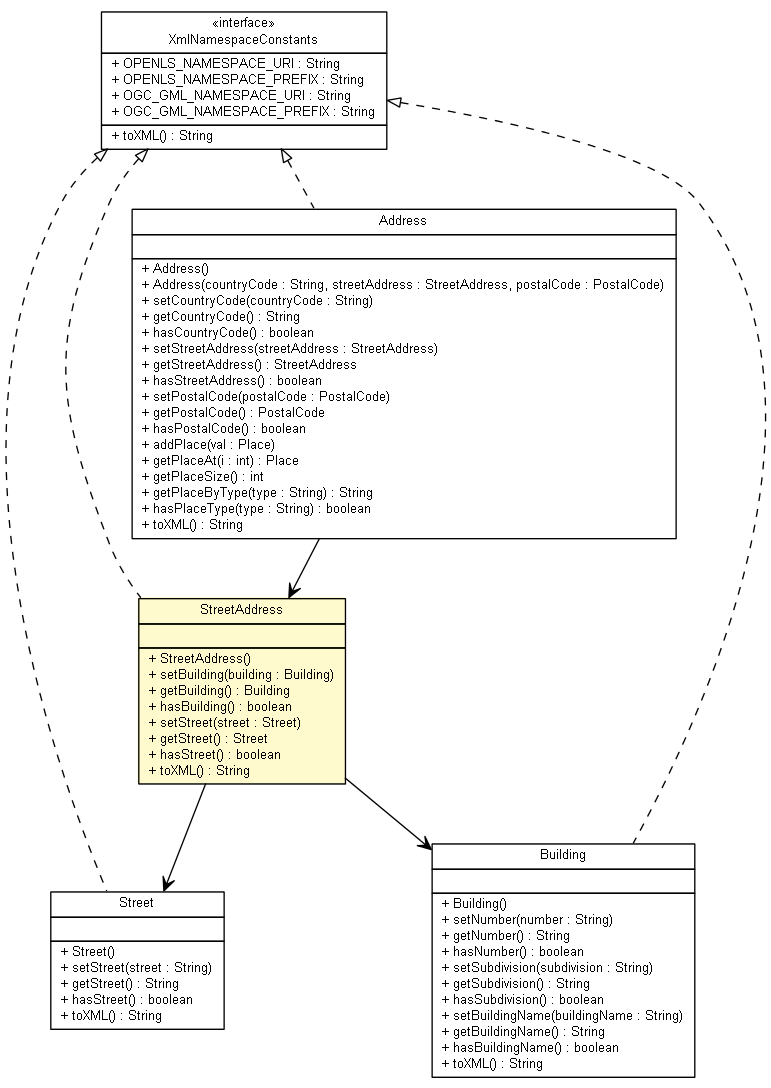 «interface»
XmlNamespaceConstants
+ OPENLS_NAMESPACE_URI : String
+ OPENLS_NAMESPACE_PREFIX : String
+ OGC_GML_NAMESPACE_URI : String
+ OGC_GML_NAMESPACE_PREFIX : String
+ toXML() : String
Address
+ Address()
+ Address(countryCode : String, streetAddress : StreetAddress, postalCode : PostalCode)
+ setCountryCode(countryCode : String)
+ getCountryCode() : String
+ hasCountryCode() : boolean
+ setStreetAddress(streetAddress : StreetAddress)
+ getStreetAddress() : StreetAddress
+ hasStreetAddress() : boolean
+ setPostalCode(postalCode : PostalCode)
+ getPostalCode() : PostalCode
+ hasPostalCode() : boolean
+ addPlace(val : Place)
+ getPlaceAt(i : int) : Place
+ getPlaceSize() : int
+ getPlaceByType(type : String) : String
+ hasPlaceType(type : String) : boolean
+ toXML() : String
StreetAddress
+ StreetAddress()
+ setBuilding(building : Building)
+ getBuilding() : Building
+ hasBuilding() : boolean
+ setStreet(street : Street)
+ getStreet() : Street
+ hasStreet() : boolean
+ toXML() : String
Street
+ Street()
+ setStreet(street : String)
+ getStreet() : String
+ hasStreet() : boolean
+ toXML() : String
Building
+ Building()
+ setNumber(number : String)
+ getNumber() : String
+ hasNumber() : boolean
+ setSubdivision(subdivision : String)
+ getSubdivision() : String
+ hasSubdivision() : boolean
+ setBuildingName(buildingName : String)
+ getBuildingName() : String
+ hasBuildingName() : boolean
+ toXML() : String